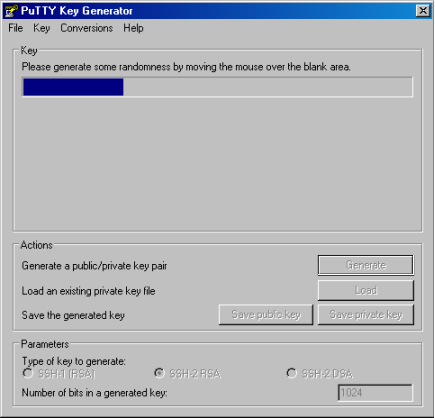 PuTTY Key Generator
File Key Conversions Help
Key
Please generate some randomness by moving the mouse over the blank area.
Actions
Generate a public/private key pair
Generate
Load an existing private key file
Load
Save the generated key
Save public key
Save private key
Parameters
Type of key to generate:
SSH-1 (RSA)
SSH-2 RSA
SSH-2 DSA
Number of bits in a generated key:
1024